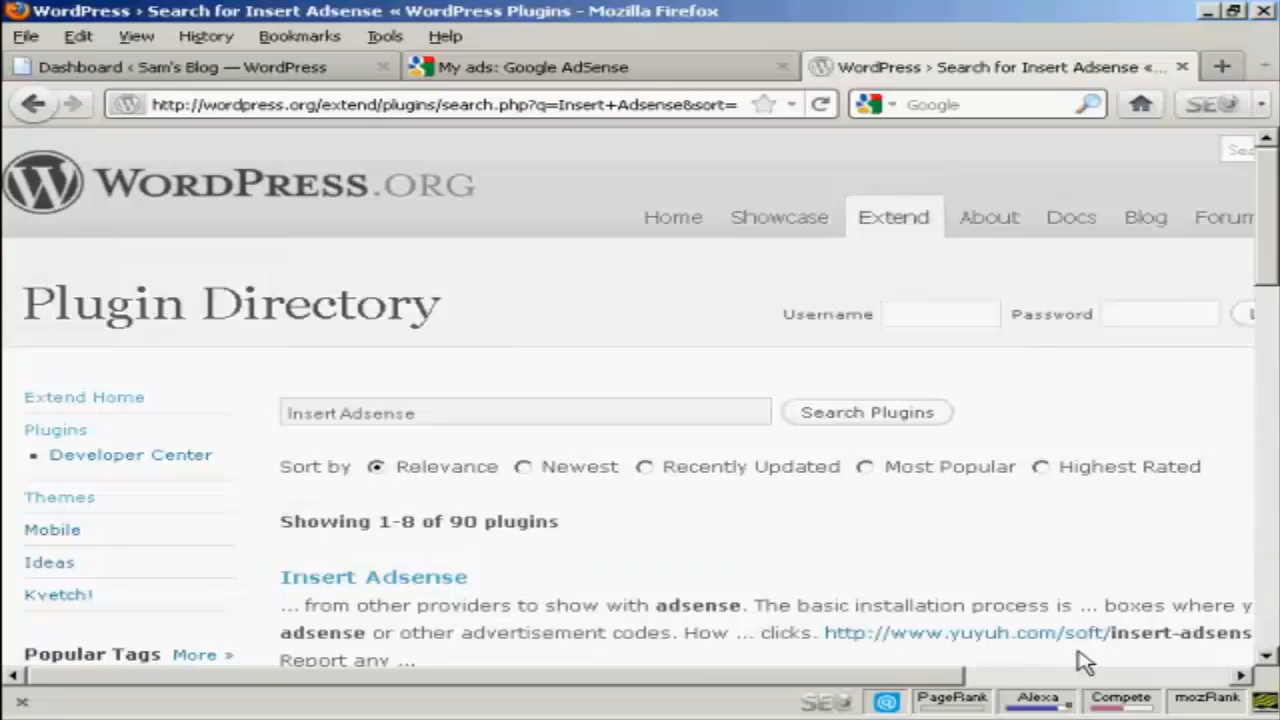 WordPress › Search for Insert Adsense « WordPress Plugins - Mozilla Firefox
File Edit View History Bookmarks Tools Help
Dashboard ‹ Sam's Blog — WordPress
My ads: Google AdSense
WordPress › Search for Insert Adsense «...
http://wordpress.org/extend/plugins/search.php?q=Insert+Adsense&sort=
Google
SEO
Sea
WORDPRESS.ORG
Home Showcase Extend About Docs Blog Forum
Plugin Directory
Username
Password
L
Extend Home
Plugins
Developer Center
Themes
Mobile
Ideas
Kvetch!
Popular Tags More »
Insert Adsense
Search Plugins
Sort by Relevance Newest Recently Updated Most Popular Highest Rated
Showing 1-8 of 90 plugins
Insert Adsense
... from other providers to show with adsense. The basic installation process is ... boxes where y
adsense or other advertisement codes. How ... clicks. http://www.yuyuh.com/soft/insert-adsens
Report any ...
SEO PageRank Alexa Compete mozRank